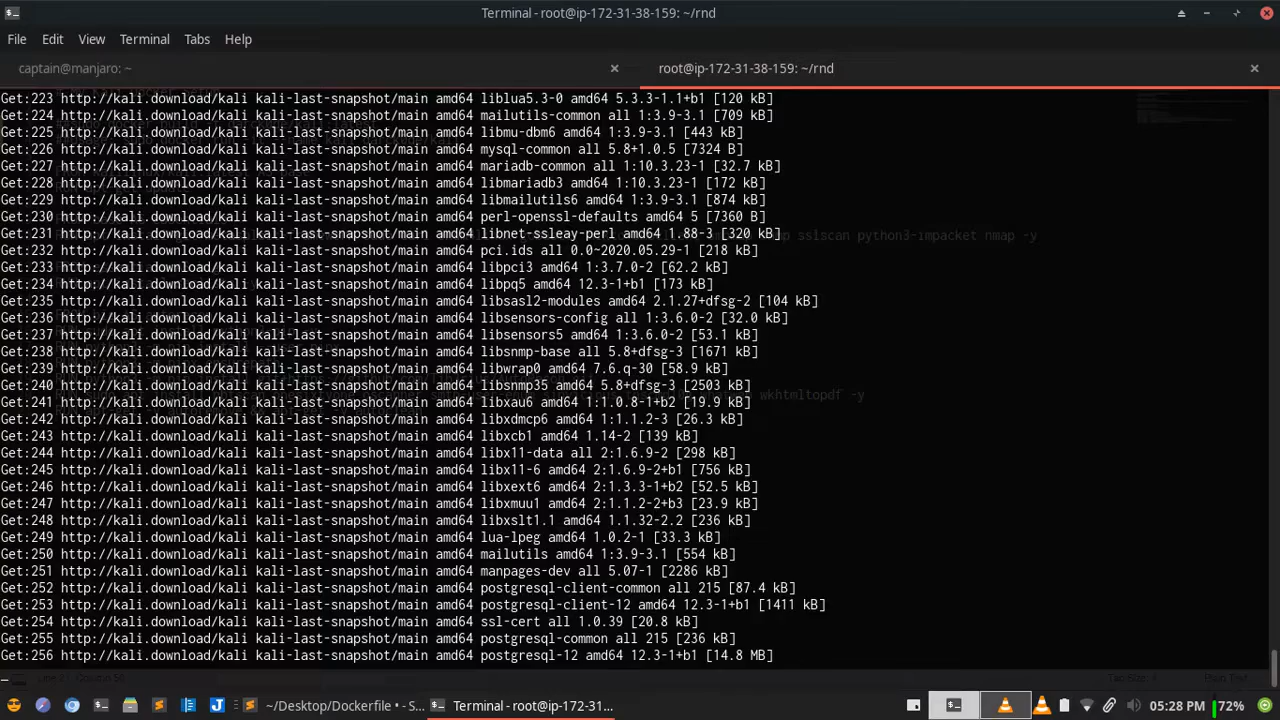 Terminal - root@ip-172-31-38-159: ~/rnd
File Edit View Terminal Tabs Help
captain@manjaro: ~ × root@ip-172-31-38-159: ~/rnd ×
Get:223 http://kali.download/kali kali-last-snapshot/main amd64 liblua5.3-0 amd64 5.3.3-1.1+b1 [120 kB]
Get:224 http://kali.download/kali kali-last-snapshot/main amd64 mailutils-common all 1:3.9-3.1 [709 kB]
Get:225 http://kali.download/kali kali-last-snapshot/main amd64 libmu-dbm6 amd64 1:3.9-3.1 [443 kB]
Get:226 http://kali.download/kali kali-last-snapshot/main amd64 mysql-common all 5.8+1.0.5 [7324 B]
Get:227 http://kali.download/kali kali-last-snapshot/main amd64 mariadb-common all 1:10.3.23-1 [32.7 kB]
Get:228 http://kali.download/kali kali-last-snapshot/main amd64 libmariadb3 amd64 1:10.3.23-1 [172 kB]
Get:229 http://kali.download/kali kali-last-snapshot/main amd64 libmailutils6 amd64 1:3.9-3.1 [874 kB]
Get:230 http://kali.download/kali kali-last-snapshot/main amd64 perl-openssl-defaults amd64 5 [7360 B]
Get:231 http://kali.download/kali kali-last-snapshot/main amd64 libnet-ssleay-perl amd64 1.88-3 [320 kB]
sslscan python3-impacket nmap -y
Get:232 http://kali.download/kali kali-last-snapshot/main amd64 pci.ids all 0.0~2020.05.29-1 [218 kB]
Get:233 http://kali.download/kali kali-last-snapshot/main amd64 libpci3 amd64 1:3.7.0-2 [62.2 kB]
Get:234 http://kali.download/kali kali-last-snapshot/main amd64 libpq5 amd64 12.3-1+b1 [173 kB]
Get:235 http://kali.download/kali kali-last-snapshot/main amd64 libsasl2-modules amd64 2.1.27+dfsg-2 [104 kB]
Get:236 http://kali.download/kali kali-last-snapshot/main amd64 libsensors-config all 1:3.6.0-2 [32.0 kB]
Get:237 http://kali.download/kali kali-last-snapshot/main amd64 libsensors5 amd64 1:3.6.0-2 [53.1 kB]
Get:238 http://kali.download/kali kali-last-snapshot/main amd64 libsnmp-base all 5.8+dfsg-3 [1671 kB]
Get:239 http://kali.download/kali kali-last-snapshot/main amd64 libwrap0 amd64 7.6.q-30 [58.9 kB]
Get:240 http://kali.download/kali kali-last-snapshot/main amd64 libsnmp35 amd64 5.8+dfsg-3 [2503 kB]
wkhtmltopdf -y
Get:241 http://kali.download/kali kali-last-snapshot/main amd64 libxau6 amd64 1:1.0.8-1+b2 [19.9 kB]
Get:242 http://kali.download/kali kali-last-snapshot/main amd64 libxdmcp6 amd64 1:1.1.2-3 [26.3 kB]
Get:243 http://kali.download/kali kali-last-snapshot/main amd64 libxcb1 amd64 1.14-2 [139 kB]
Get:244 http://kali.download/kali kali-last-snapshot/main amd64 libx11-data all 2:1.6.9-2 [298 kB]
Get:245 http://kali.download/kali kali-last-snapshot/main amd64 libx11-6 amd64 2:1.6.9-2+b1 [756 kB]
Get:246 http://kali.download/kali kali-last-snapshot/main amd64 libxext6 amd64 2:1.3.3-1+b2 [52.5 kB]
Get:247 http://kali.download/kali kali-last-snapshot/main amd64 libxmuu1 amd64 2:1.1.2-2+b3 [23.9 kB]
Get:248 http://kali.download/kali kali-last-snapshot/main amd64 libxslt1.1 amd64 1.1.32-2.2 [236 kB]
Get:249 http://kali.download/kali kali-last-snapshot/main amd64 lua-lpeg amd64 1.0.2-1 [33.3 kB]
Get:250 http://kali.download/kali kali-last-snapshot/main amd64 mailutils amd64 1:3.9-3.1 [554 kB]
Get:251 http://kali.download/kali kali-last-snapshot/main amd64 manpages-dev all 5.07-1 [2286 kB]
Get:252 http://kali.download/kali kali-last-snapshot/main amd64 postgresql-client-common all 215 [87.4 kB]
Get:253 http://kali.download/kali kali-last-snapshot/main amd64 postgresql-client-12 amd64 12.3-1+b1 [1411 kB]
Get:254 http://kali.download/kali kali-last-snapshot/main amd64 ssl-cert all 1.0.39 [20.8 kB]
Get:255 http://kali.download/kali kali-last-snapshot/main amd64 postgresql-common all 215 [236 kB]
Get:256 http://kali.download/kali kali-last-snapshot/main amd64 postgresql-12 amd64 12.3-1+b1 [14.8 MB]
~/Desktop/Dockerfile • - S... Terminal - root@ip-172-31... 05:28 PM 72%